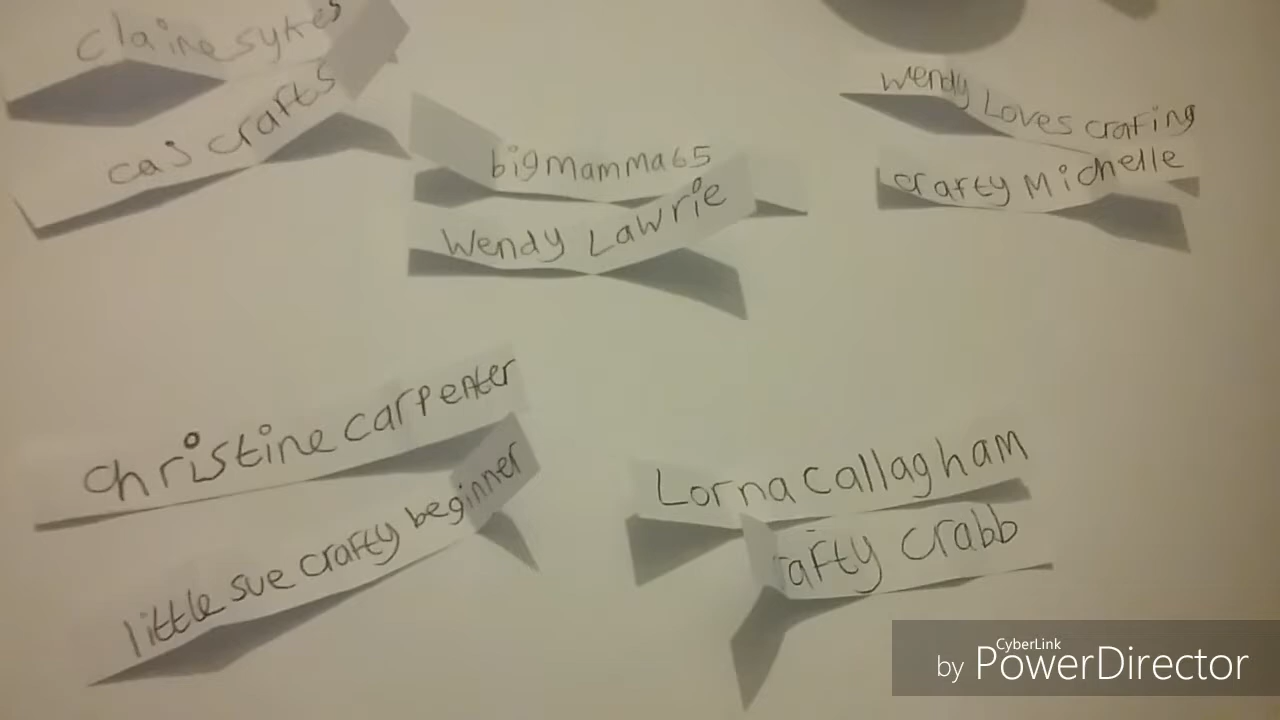 claine sykes
cas crafts
bigmamma65
Wendy Lawrie
wendy Loves crafing
crafty Michelle
christine carpenter
little sue crafty beginner
Lorna callagham
afty crabb
CyberLink
by PowerDirector